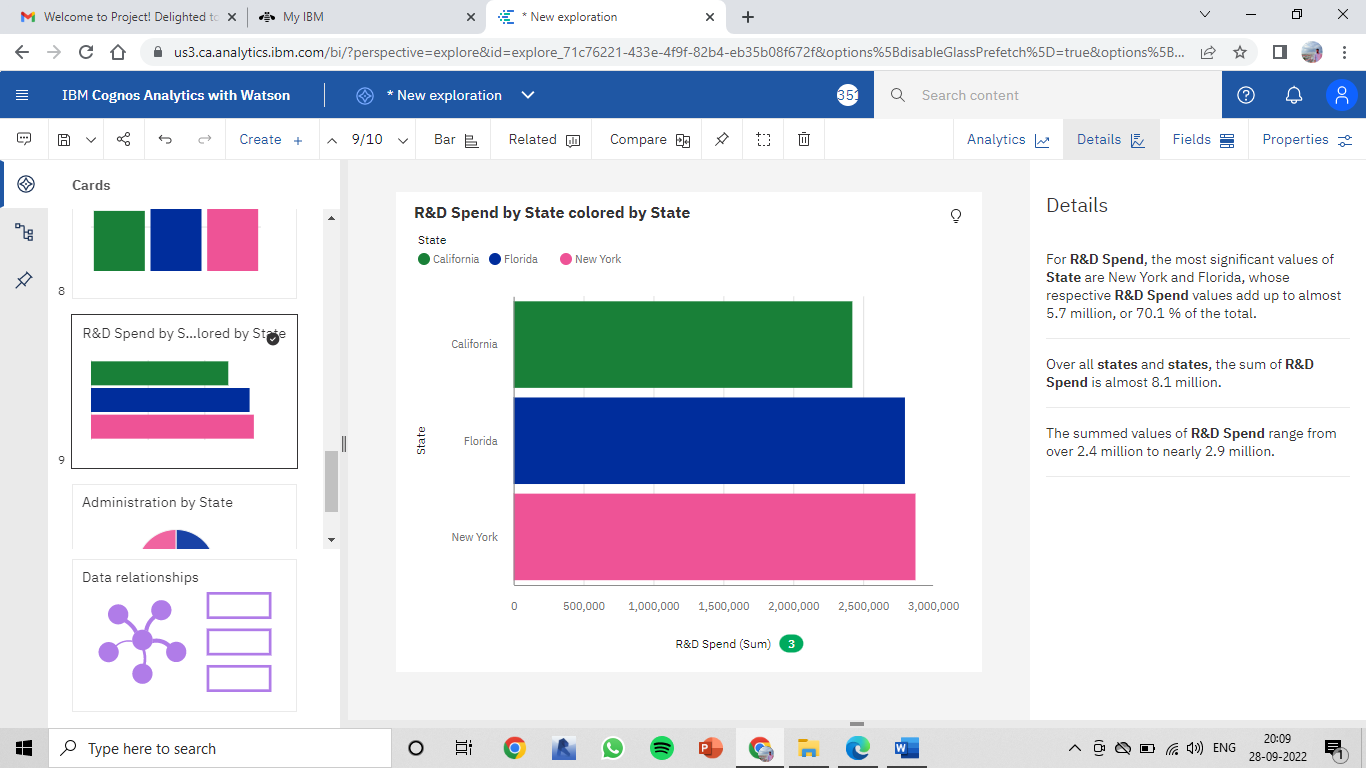 Welcome to Project! Delighted to
My IBM
* New exploration
us3.ca.analytics.ibm.com/bi/?perspective=explore&id=explore_71c76221-433e-4f9f-82b4-eb35b08f672f&options%5BdisableGlassPrefetch%5D=true&options%5B...
IBM Cognos Analytics with Watson
* New exploration
Search content
Create +
9/10
Bar
Related
Compare
Analytics
Details
Fields
Properties
Cards
8
R&D Spend by S...lored by State
9
Administration by State
Data relationships
R&D Spend by State colored by State
State
California
Florida
New York
State
California
Florida
New York
0 500,000 1,000,000 1,500,000 2,000,000 2,500,000 3,000,000
R&D Spend (Sum) 3
Details
For R&D Spend, the most significant values of
State are New York and Florida, whose
respective R&D Spend values add up to almost
5.7 million, or 70.1 % of the total.
Over all states and states, the sum of R&D
Spend is almost 8.1 million.
The summed values of R&D Spend range from
over 2.4 million to nearly 2.9 million.
Type here to search
ENG
20:09
28-09-2022
1